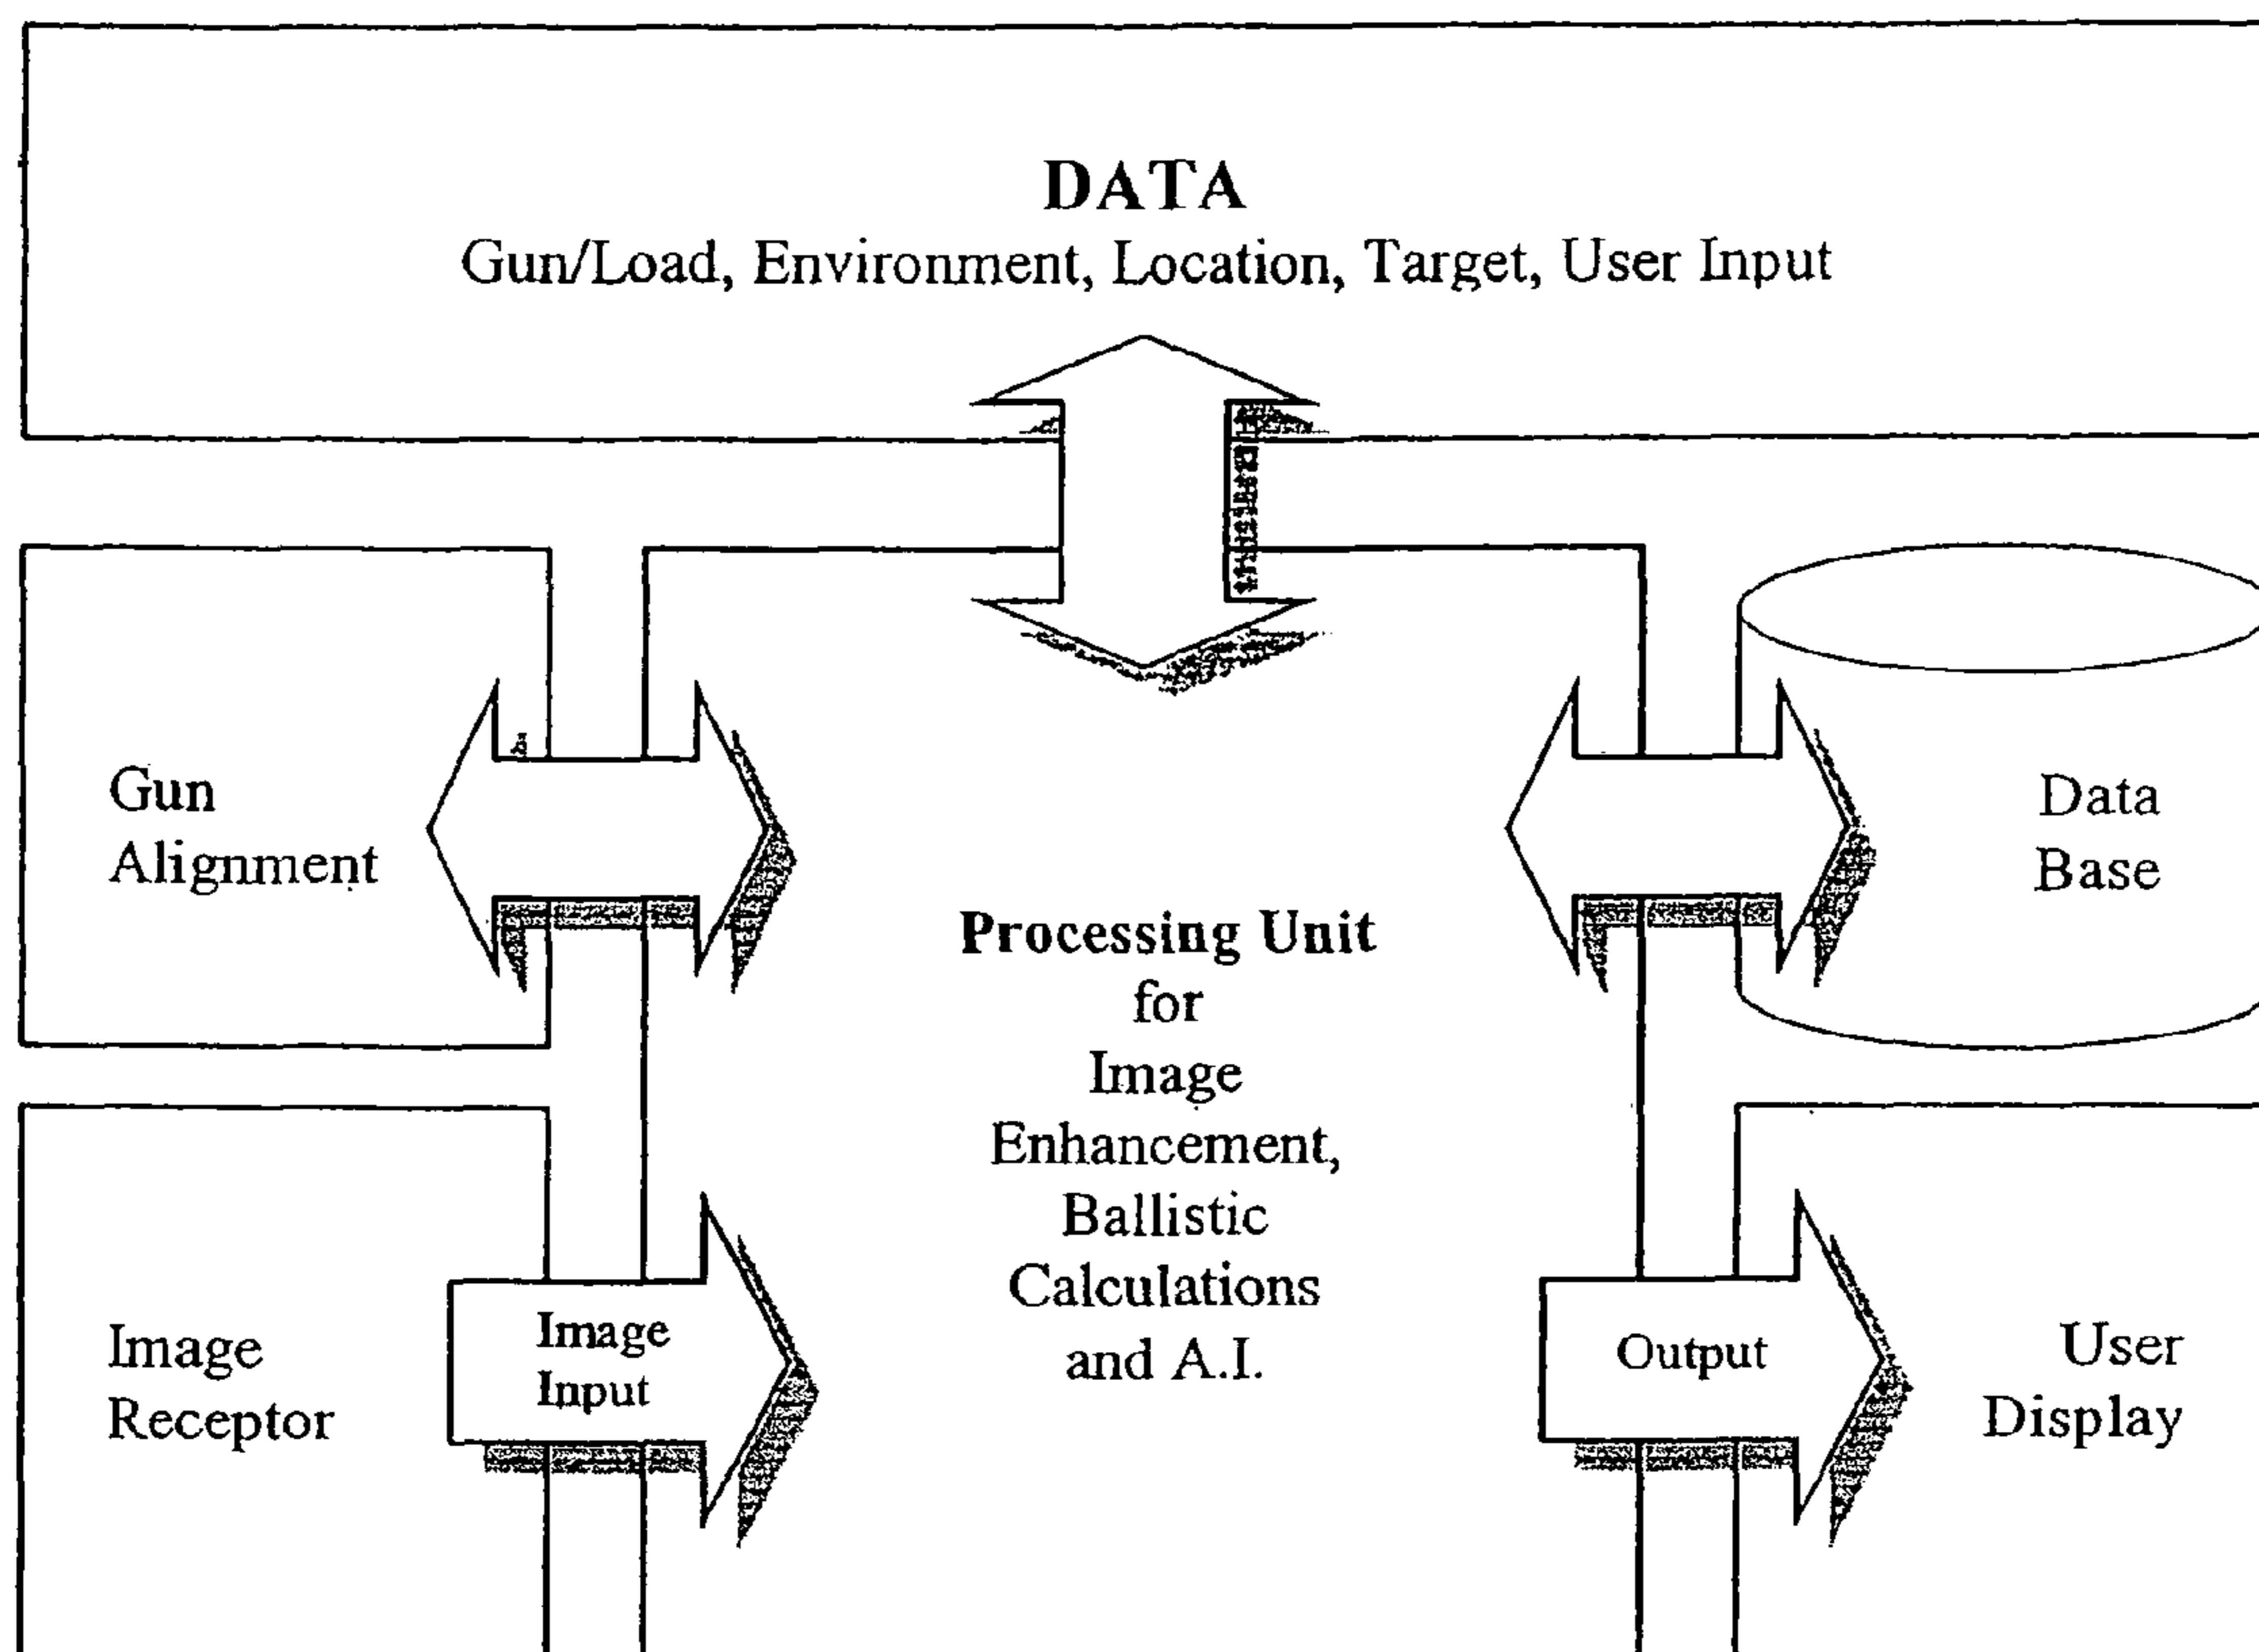 DATA
Gun/Load, Environment, Location, Target, User Input
Gun
Alignment
Data
Base
Processing Unit
for
Image
Enhancement,
Ballistic
Calculations
and A.I.
Image
Receptor
Image
Input
Output
User
Display